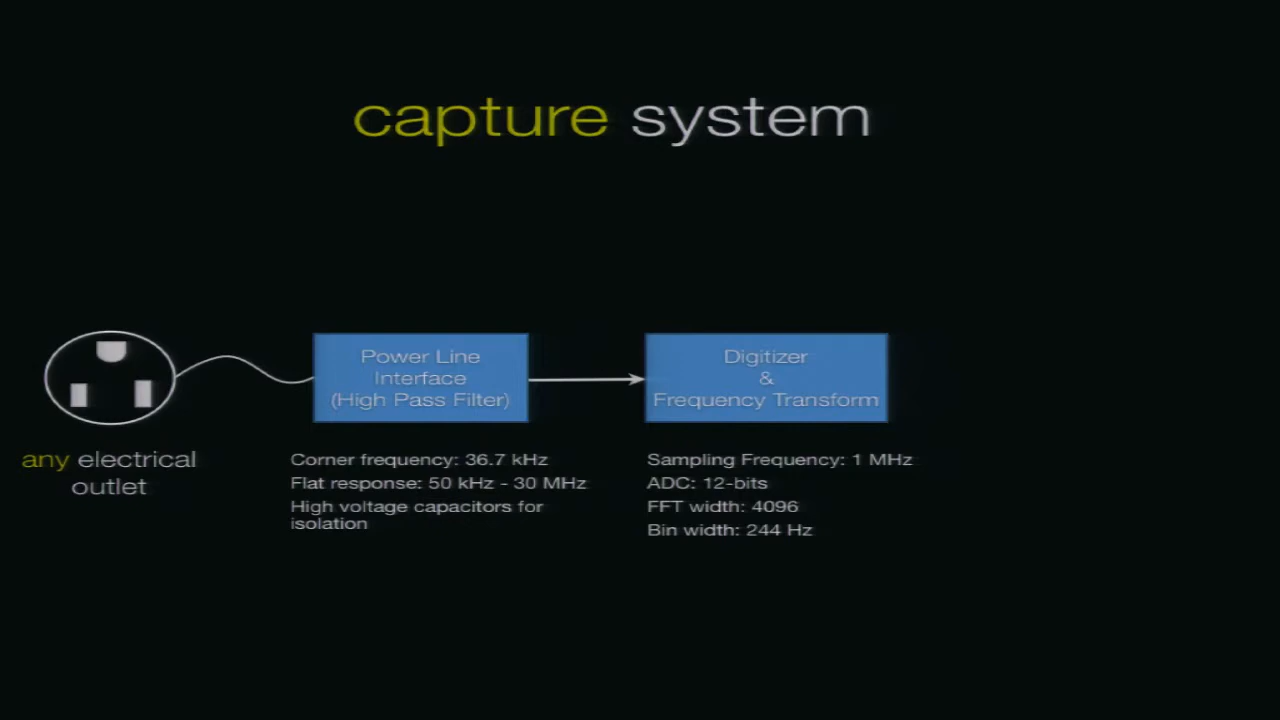 capture system
any electrical
outlet
Power Line
Interface
(High Pass Filter)
Corner frequency: 36.7 kHz
Flat response: 50 kHz - 30 MHz
High voltage capacitors for
isolation
Digitizer
&
Frequency Transform
Sampling Frequency: 1 MHz
ADC: 12-bits
FFT width: 4096
Bin width: 244 Hz